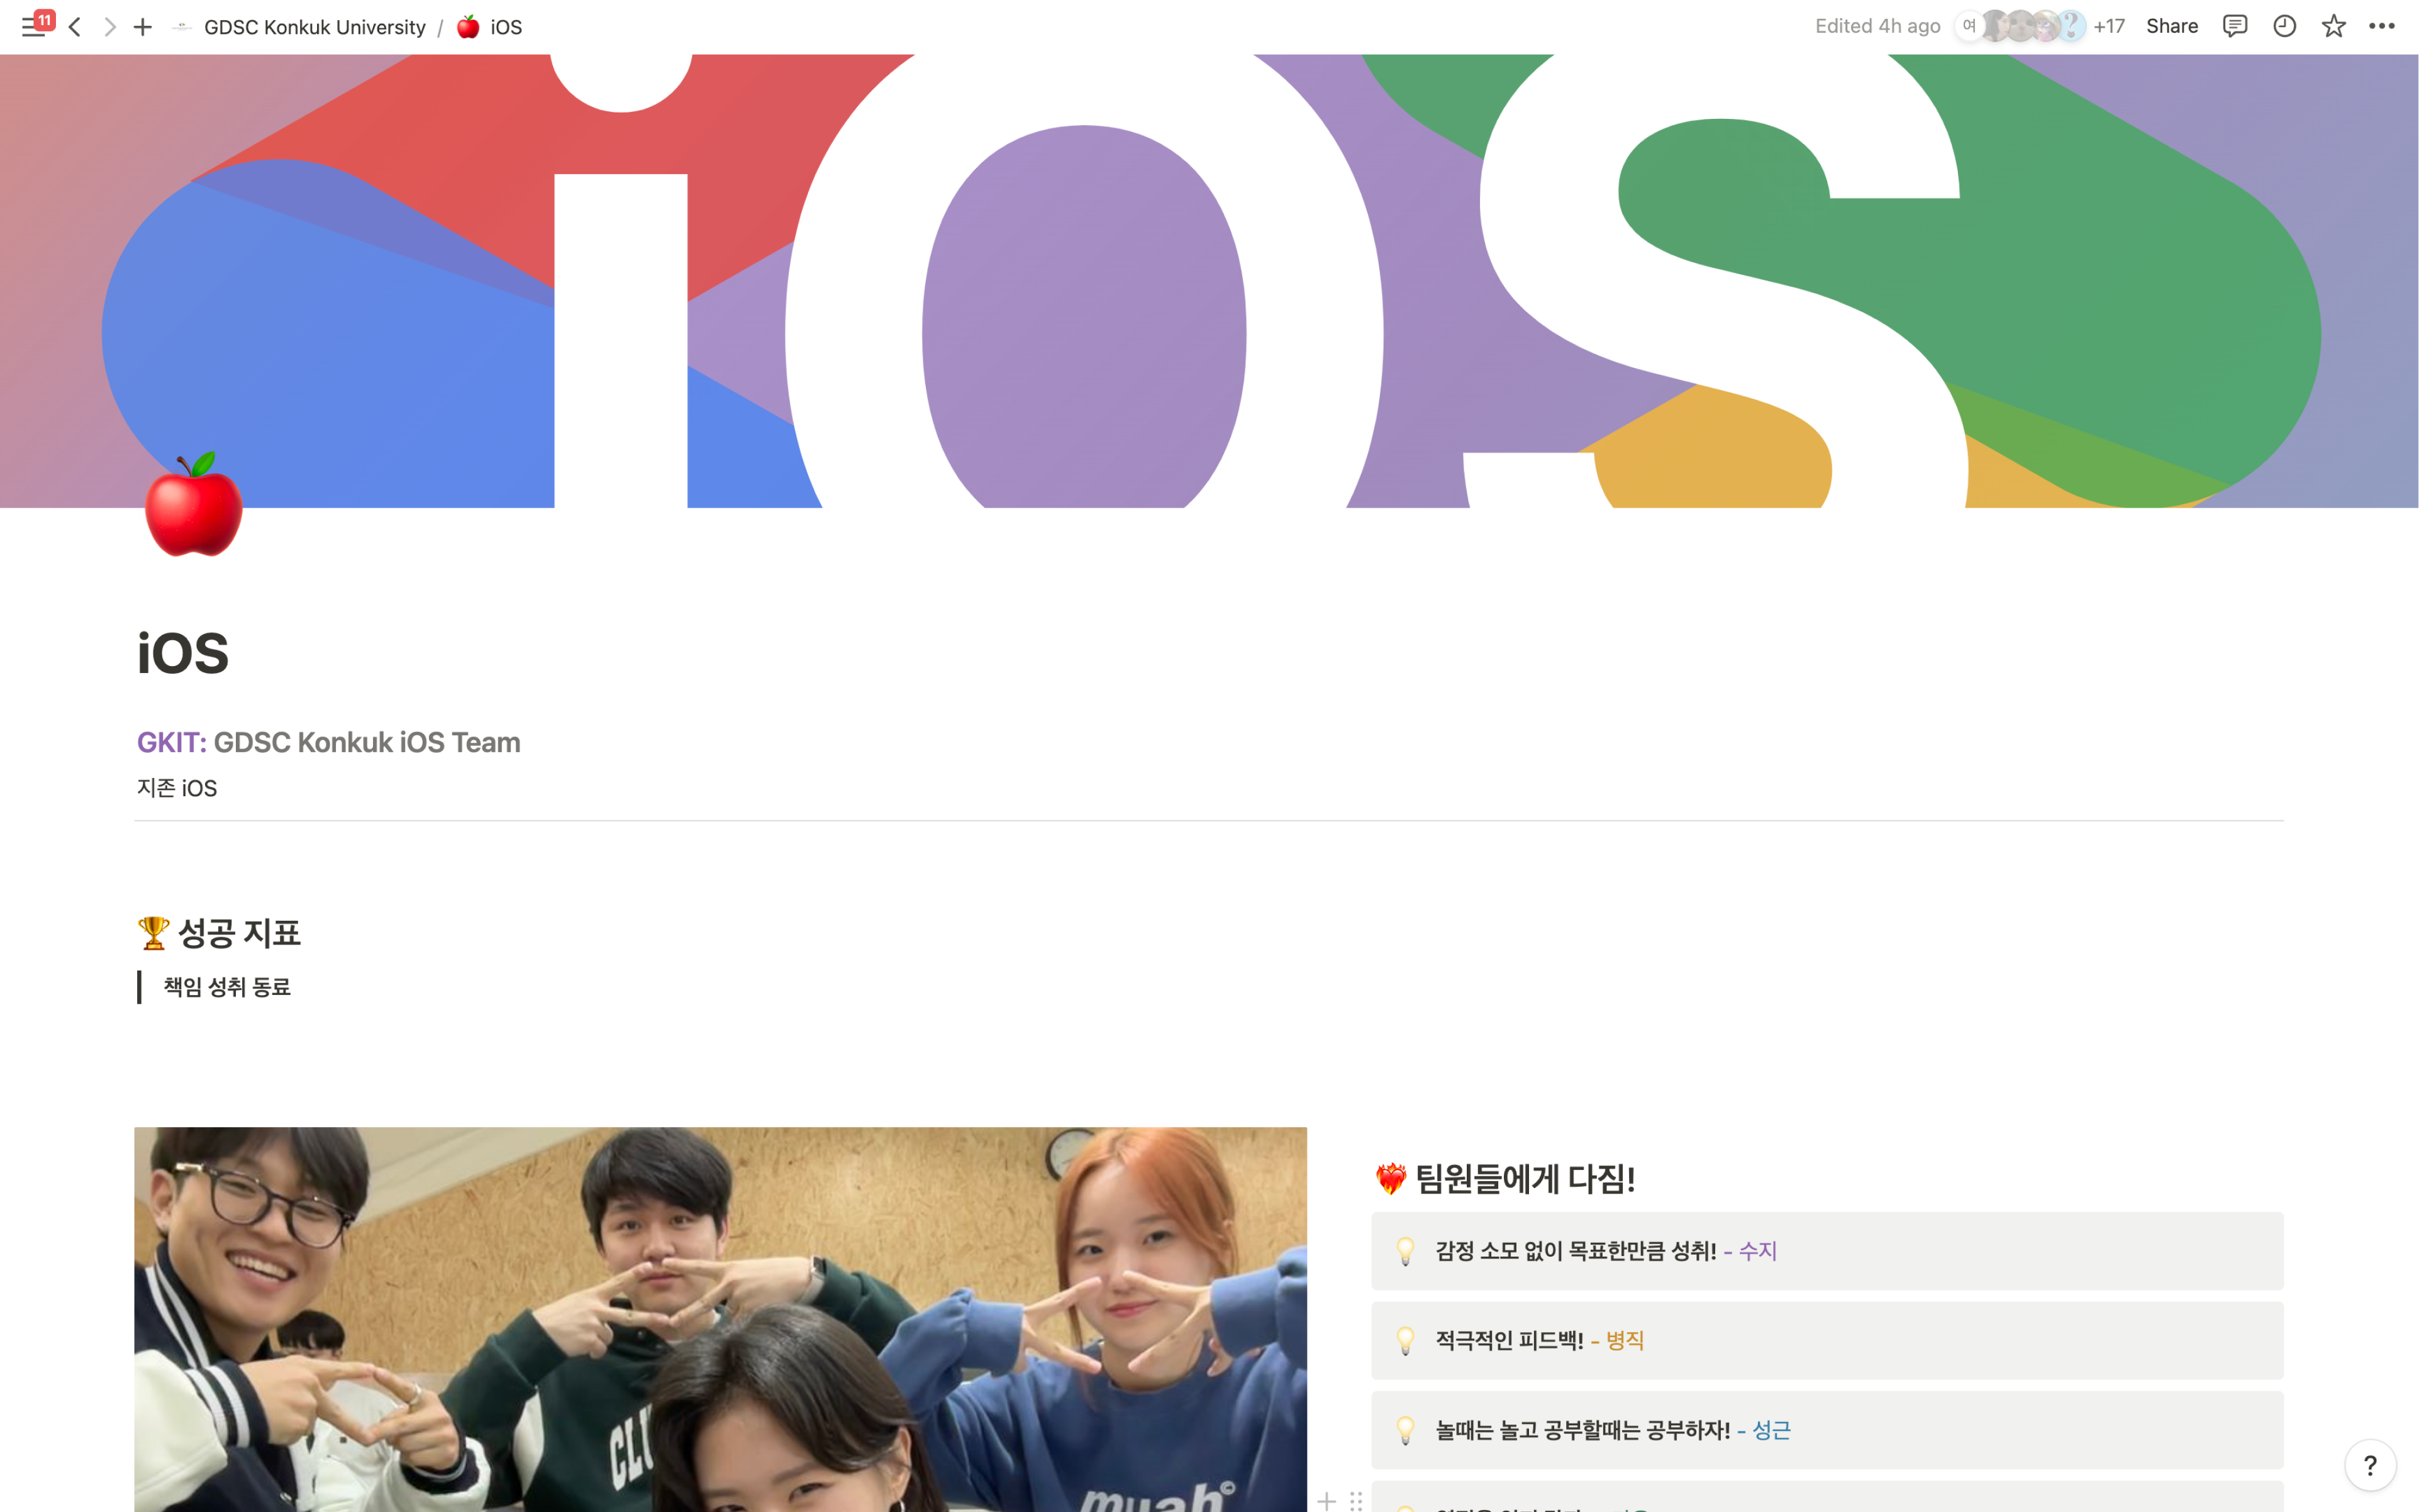 11
GDSC Konkuk University / iOS
Edited 4h ago
여
+17
Share
iOS
iOS
GKIT: GDSC Konkuk iOS Team
지존 iOS
성공 지표
책임 성취 동료
팀원들에게 다짐!
감정 소모 없이 목표한만큼 성취! - 수지
적극적인 피드백! - 병직
놀때는 놀고 공부할때는 공부하자! - 성근
muah
?